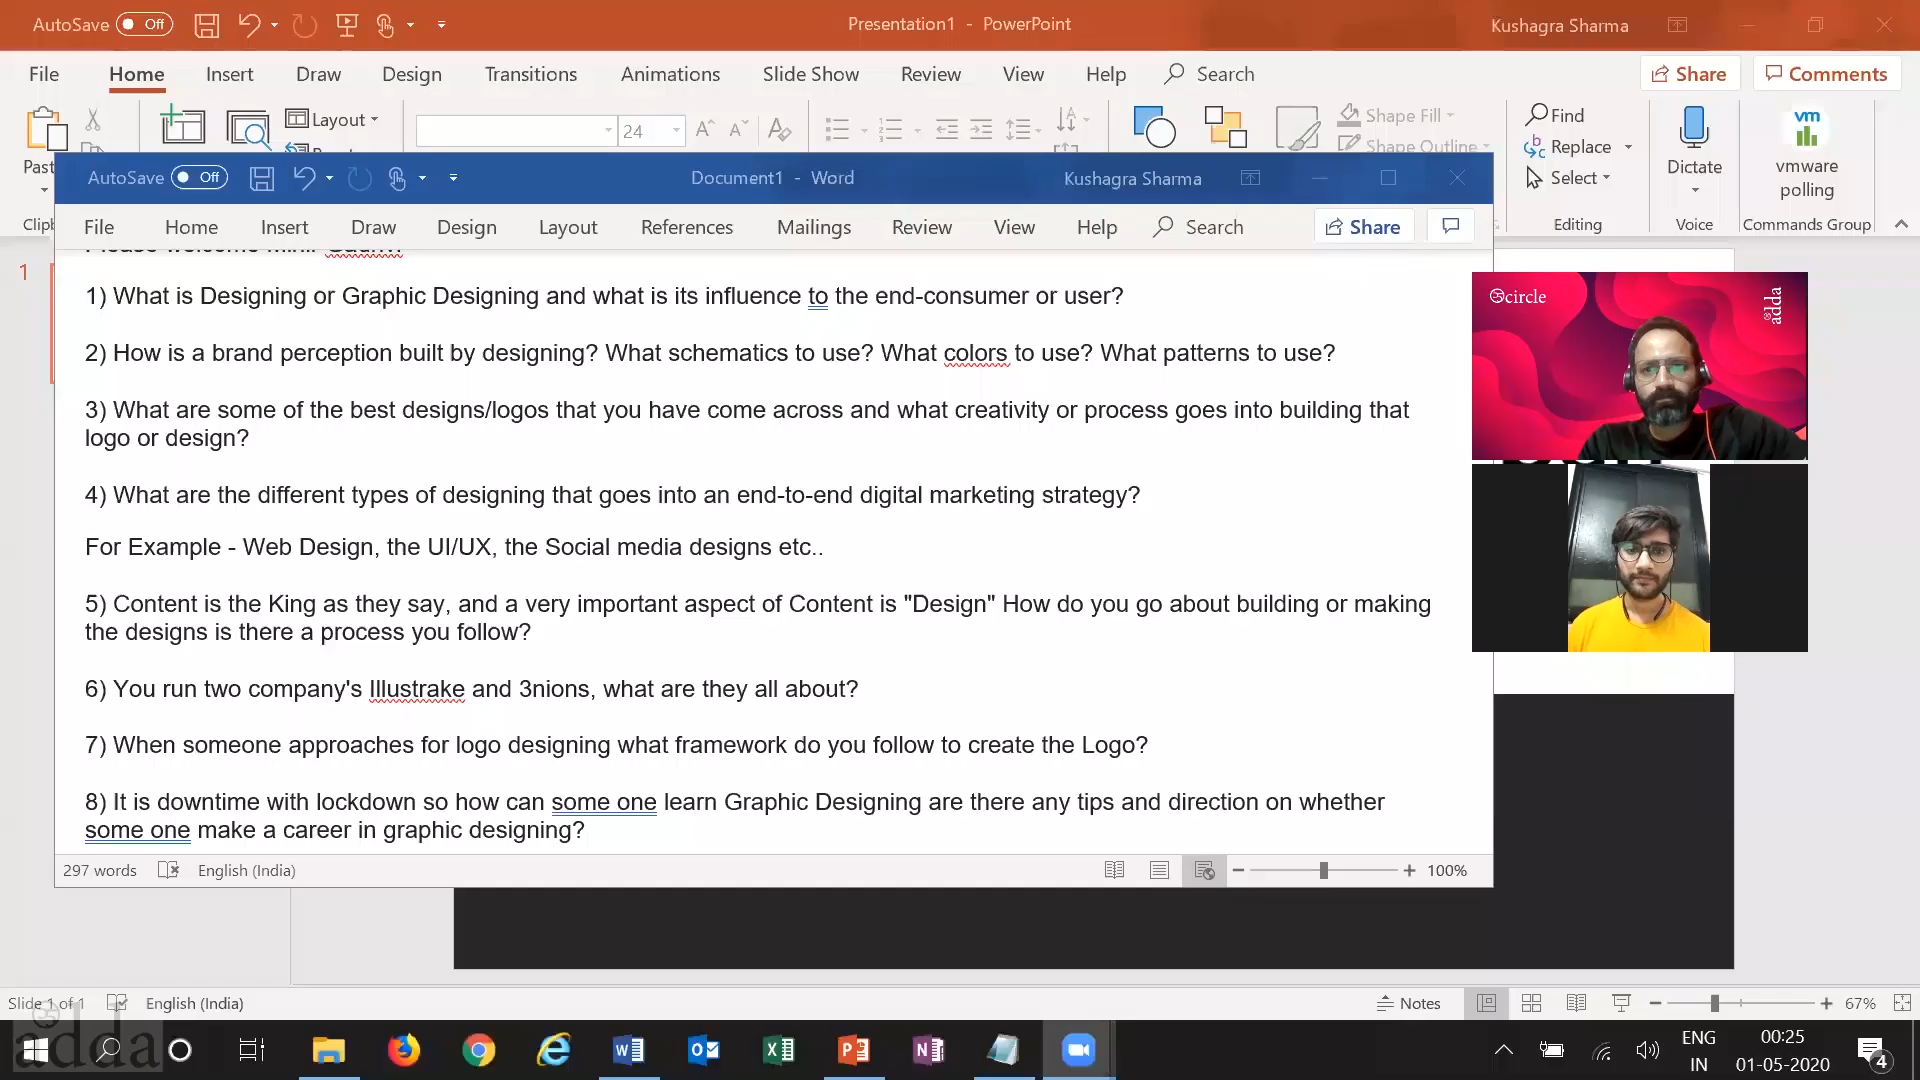 AutoSave Off Presentation1 - PowerPoint Kushagra Sharma
File Home Insert Draw Design Transitions Animations Slide Show Review View Help Search Share Comments
Layout 24 Shape Fill Find vm
Shape Outline Replace
Past Select Dictate vmware
polling
Clip Editing Voice Commands Group
AutoSave Off Document1 - Word Kushagra Sharma
File Home Insert Draw Design Layout References Mailings Review View Help Search Share
1
1) What is Designing or Graphic Designing and what is its influence to the end-consumer or user?
2) How is a brand perception built by designing? What schematics to use? What colors to use? What patterns to use?
3) What are some of the best designs/logos that you have come across and what creativity or process goes into building that
logo or design?
4) What are the different types of designing that goes into an end-to-end digital marketing strategy?
For Example - Web Design, the UI/UX, the Social media designs etc..
5) Content is the King as they say, and a very important aspect of Content is "Design" How do you go about building or making
the designs is there a process you follow?
6) You run two company's Illustrake and 3nions, what are they all about?
7) When someone approaches for logo designing what framework do you follow to create the Logo?
8) It is downtime with lockdown so how can some one learn Graphic Designing are there any tips and direction on whether
some one make a career in graphic designing?
circle
adda
297 words English (India) 100%
Slide 1 of 1 English (India) Notes 67%
adda
ENG 00:25
IN 01-05-2020 4